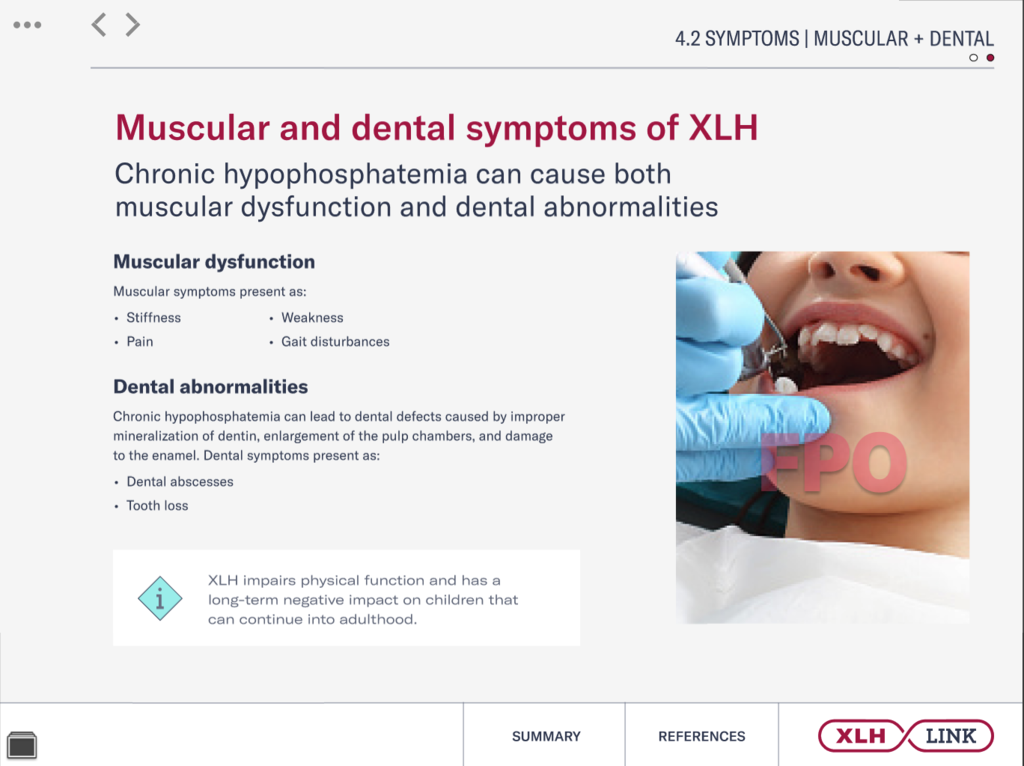 4.2 SYMPTOMS | MUSCULAR + DENTAL
Muscular and dental symptoms of XLH
Chronic hypophosphatemia can cause both
muscular dysfunction and dental abnormalities
Muscular dysfunction
Muscular symptoms present as:
• Stiffness
• Weakness
• Pain
• Gait disturbances
Dental abnormalities
Chronic hypophosphatemia can lead to dental defects caused by improper
mineralization of dentin, enlargement of the pulp chambers, and damage
to the enamel. Dental symptoms present as:
• Dental abscesses
• Tooth loss
FPO
i
XLH impairs physical function and has a
long-term negative impact on children that
can continue into adulthood.
SUMMARY
REFERENCES
XLH LINK